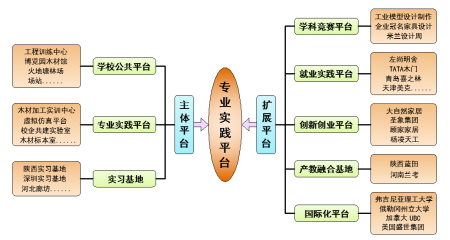 工程训练中心
博览园木材馆
火地塘林场
场站......
学校公共平台
木材加工实训中心
虚拟仿真平台
校企共建实验室
木材标本室......
专业实践平台
陕西实习基地
深圳实习基地
河北廊坊......
实习基地
主体平台
专业实践平台
扩展平台
学科竞赛平台
工业模型设计制作
企业冠名家具设计
米兰设计周
就业实践平台
左尚明舍
TATA木门
青岛喜之林
天津美克......
创新创业平台
大自然家居
圣象集团
顾家家居
杨凌天工
产教融合基地
陕西蓝田
河南兰考
国际化平台
弗吉尼亚理工大学
俄勒冈州立大学
加拿大 UBC
美国盛世集团